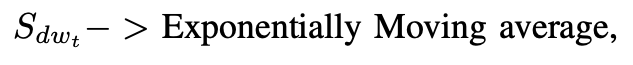 $S_{dw_t}$− > Exponentially Moving average,